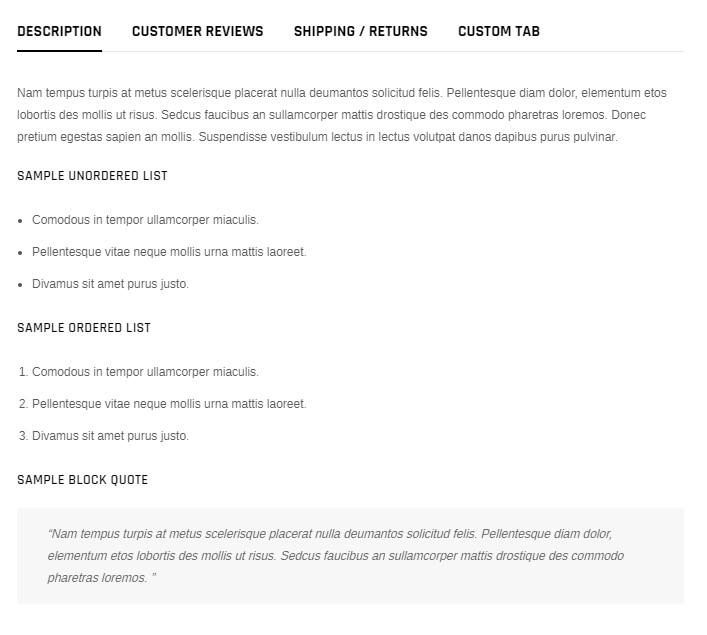 DESCRIPTION CUSTOMER REVIEWS SHIPPING / RETURNS CUSTOM TAB
Nam tempus turpis at metus scelerisque placerat nulla deumantos solicitud felis. Pellentesque diam dolor, elementum etos
lobortis des mollis ut risus. Sedcus faucibus an sullamcorper mattis drostique des commodo pharetras loremos. Donec
pretium egestas sapien an mollis. Suspendisse vestibulum lectus in lectus volutpat danos dapibus purus pulvinar.
SAMPLE UNORDERED LIST
• Comodous in tempor ullamcorper miaculis.
• Pellentesque vitae neque mollis urna mattis laoreet.
• Divamus sit amet purus justo.
SAMPLE ORDERED LIST
1. Comodous in tempor ullamcorper miaculis.
2. Pellentesque vitae neque mollis urna mattis laoreet.
3. Divamus sit amet purus justo.
SAMPLE BLOCK QUOTE
“Nam tempus turpis at metus scelerisque placerat nulla deumantos solicitud felis. Pellentesque diam dolor,
elementum etos lobortis des mollis ut risus. Sedcus faucibus an sullamcorper mattis drostique des commodo
pharetras loremos. ”